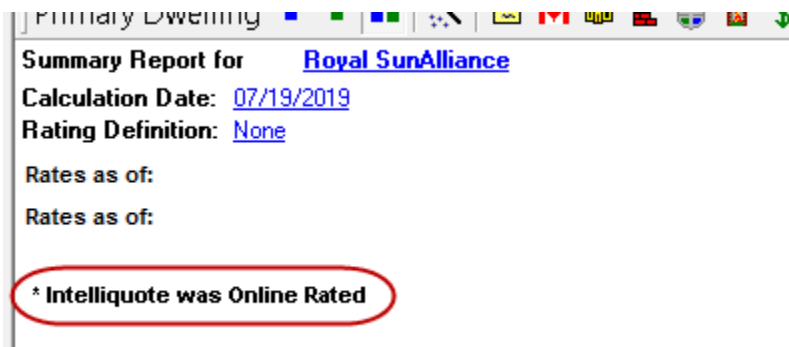 Primary Dwelling
Summary Report for Royal SunAlliance
Calculation Date: 07/19/2019
Rating Definition: None
Rates as of:
Rates as of:
* Intelliquote was Online Rated